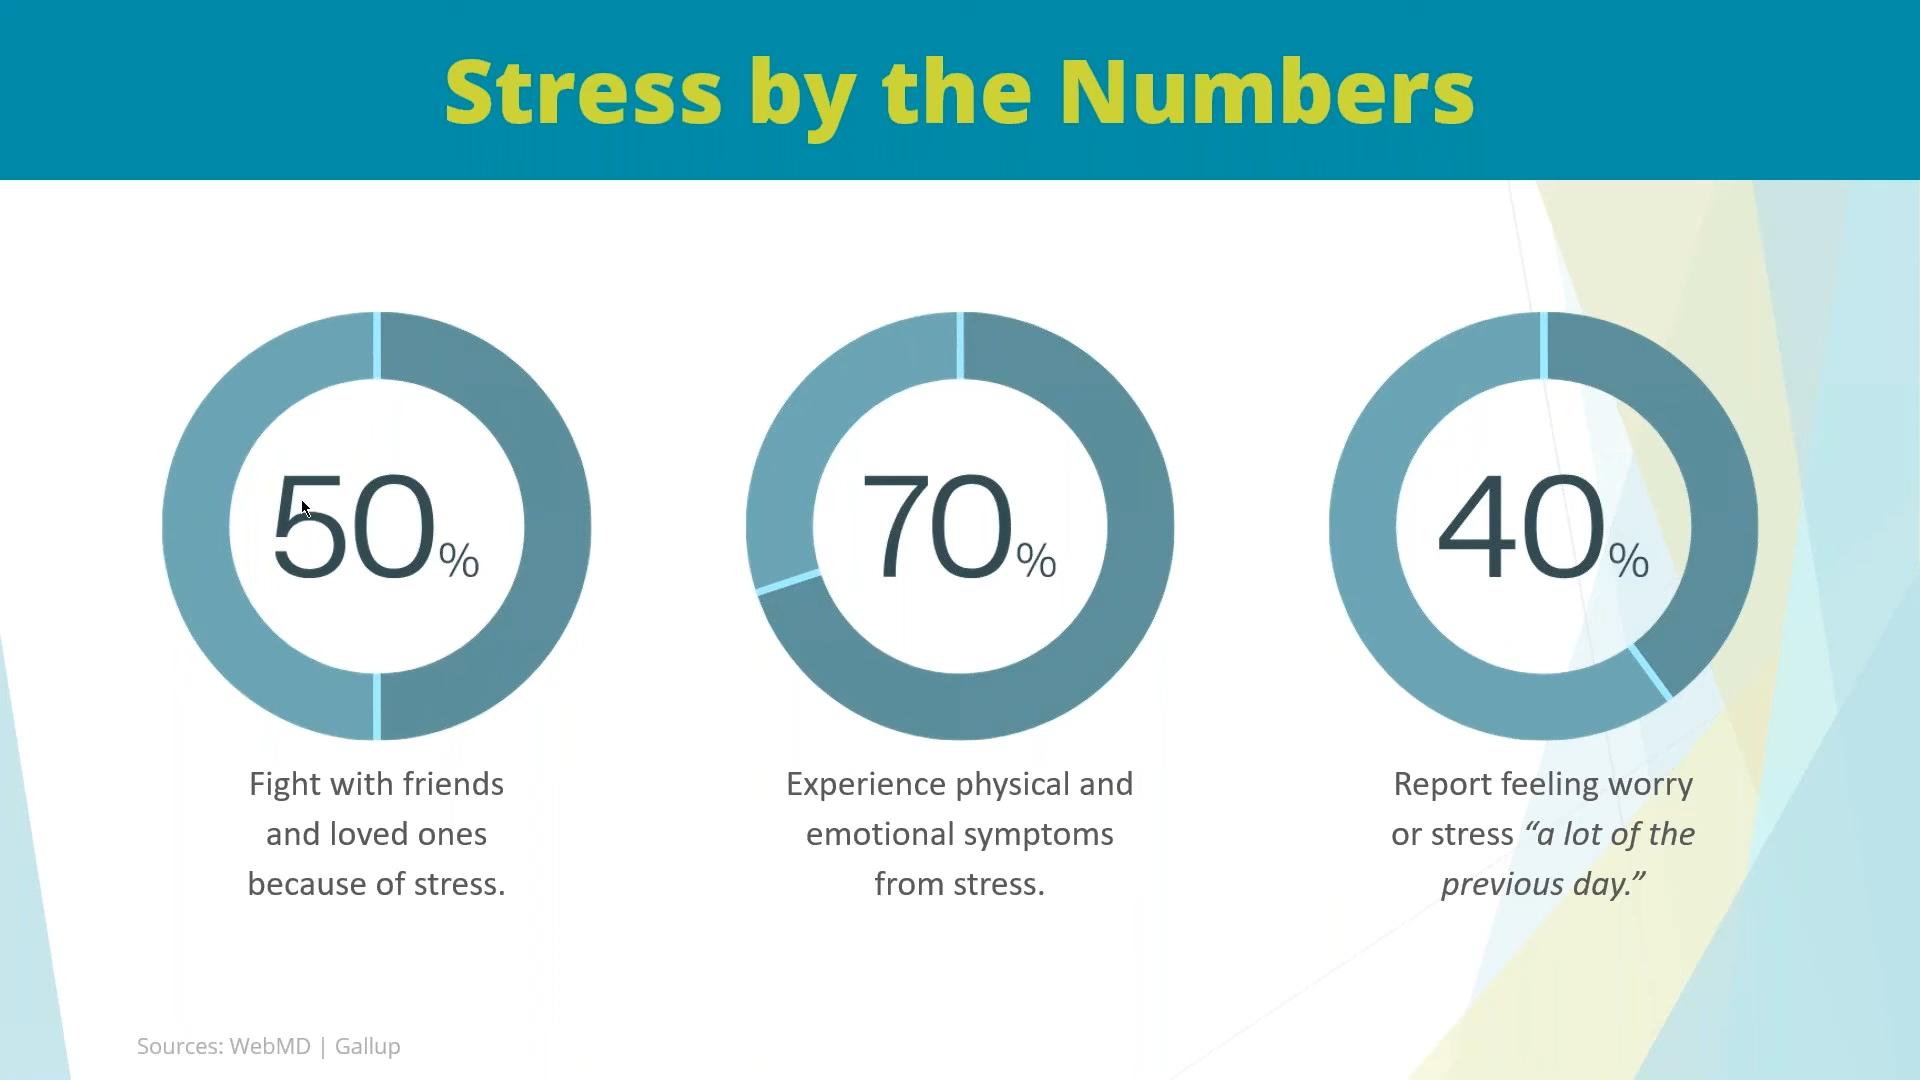 Stress by the Numbers
50%
Fight with friends
and loved ones
because of stress.
70%
Experience physical and
emotional symptoms
from stress.
40%
Report feeling worry
or stress “a lot of the
previous day.”
Sources: WebMD | Gallup